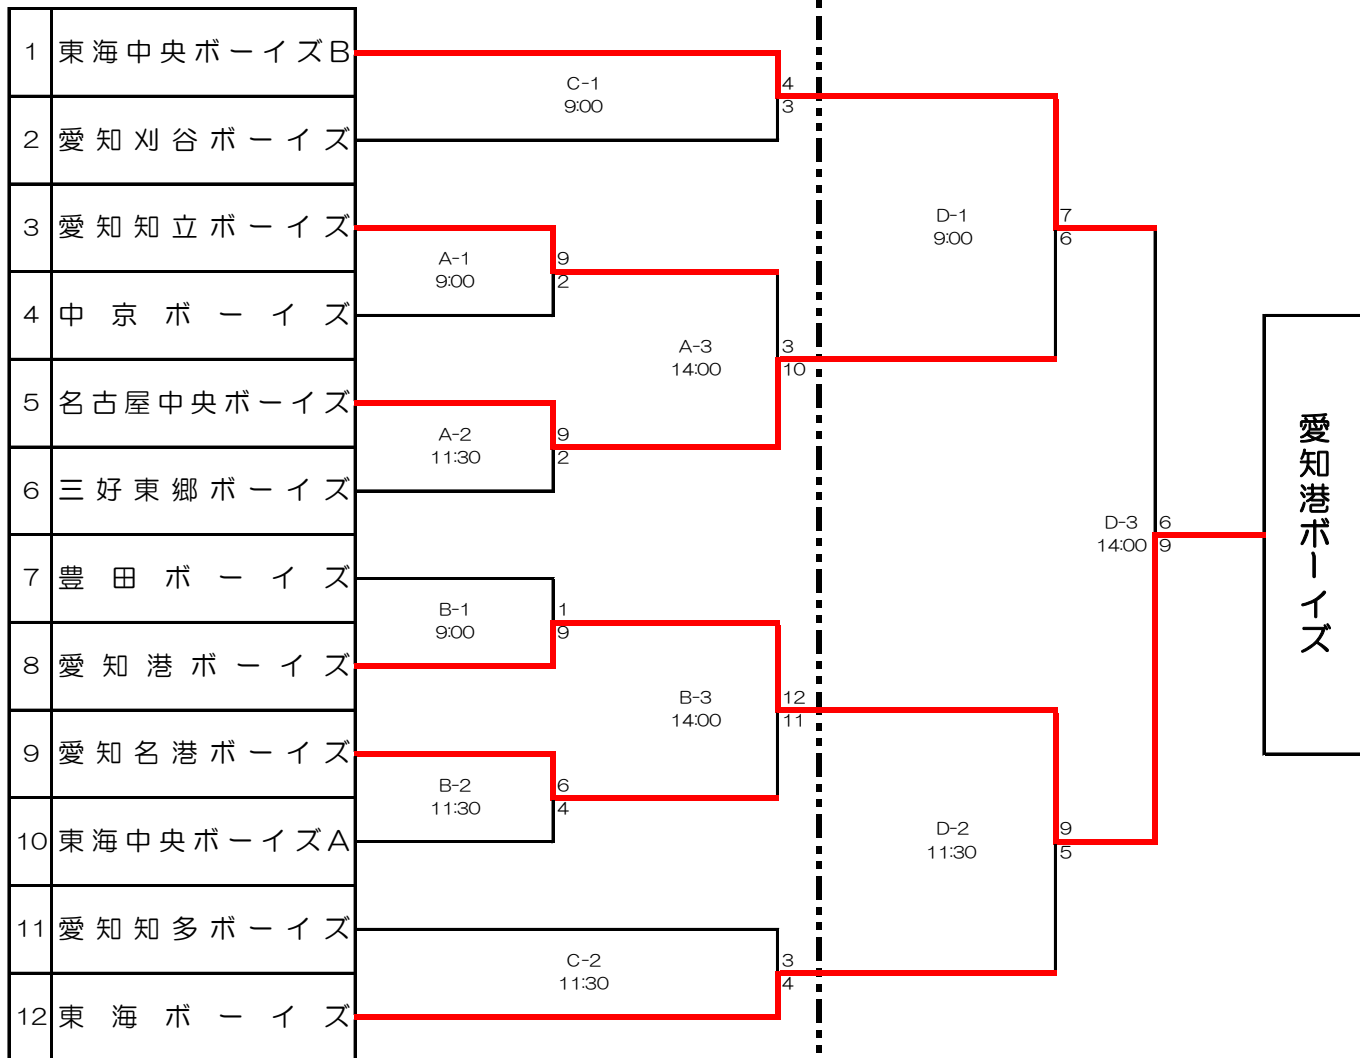 1 東海中央ボーイズB
2 愛知刈谷ボーイズ
3 愛知知立ボーイズ
4 中京ボーイズ
5 名古屋中央ボーイズ
6 三好東郷ボーイズ
7 豊田ボーイズ
8 愛知港ボーイズ
9 愛知名港ボーイズ
10 東海中央ボーイズA
11 愛知知多ボーイズ
12 東海ボーイズ
C-1
9:00
4
3
A-1
9:00
9
2
A-2
11:30
9
2
A-3
14:00
3
10
B-1
9:00
1
9
B-2
11:30
6
4
B-3
14:00
12
11
C-2
11:30
3
4
D-1
9:00
7
6
D-2
11:30
9
5
D-3
14:00
6
9
愛知港ボーイズ